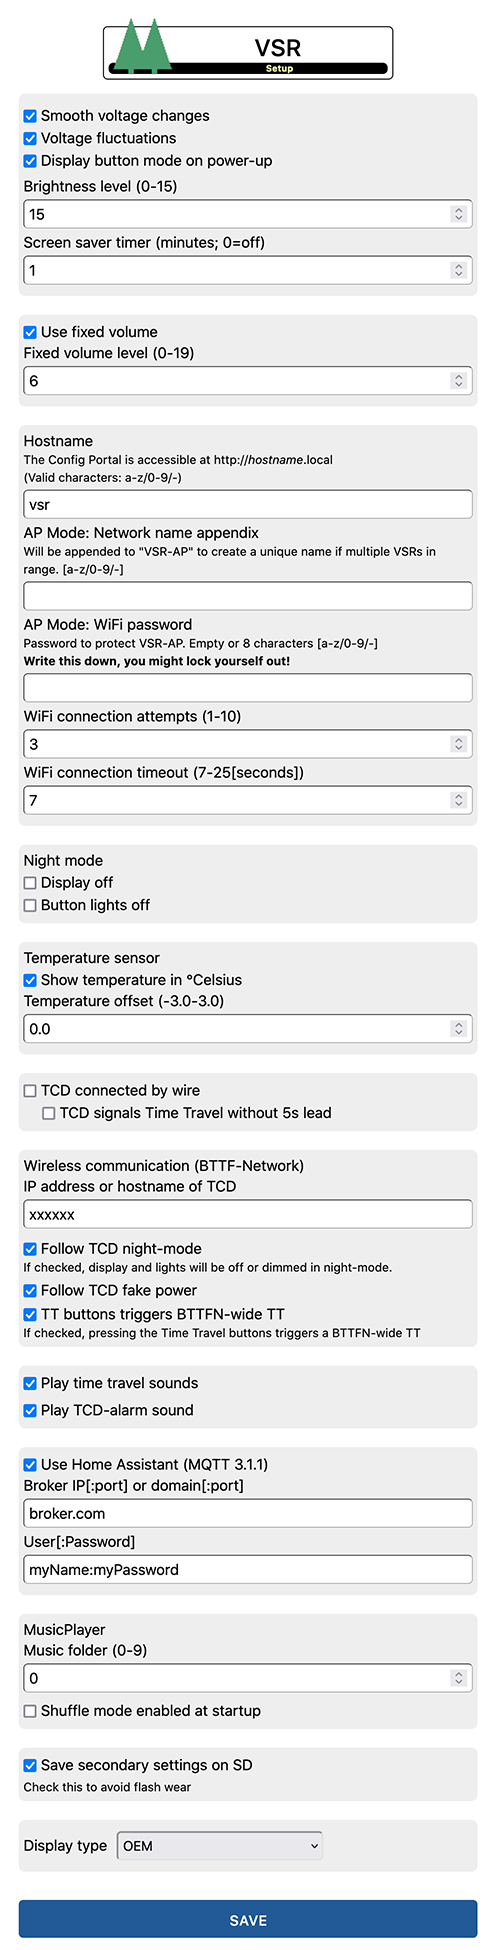 VSR
Setup
Smooth voltage changes
Voltage fluctuations
Display button mode on power-up
Brightness level (0-15)
15
Screen saver timer (minutes; 0=off)
1
Use fixed volume
Fixed volume level (0-19)
6
Hostname
The Config Portal is accessible at http://hostname.local
(Valid characters: a-z/0-9/-)
vsr
AP Mode: Network name appendix
Will be appended to "VSR-AP" to create a unique name if multiple VSRs in
range. [a-z/0-9/-]
AP Mode: WiFi password
Password to protect VSR-AP. Empty or 8 characters [a-z/0-9/-]
Write this down, you might lock yourself out!
WiFi connection attempts (1-10)
3
WiFi connection timeout (7-25[seconds])
7
Night mode
Display off
Button lights off
Temperature sensor
Show temperature in °Celsius
Temperature offset (-3.0-3.0)
0.0
TCD connected by wire
TCD signals Time Travel without 5s lead
Wireless communication (BTTF-Network)
IP address or hostname of TCD
xxxxxx
Follow TCD night-mode
If checked, display and lights will be off or dimmed in night-mode.
Follow TCD fake power
TT buttons triggers BTTFN-wide TT
If checked, pressing the Time Travel buttons triggers a BTTFN-wide TT
Play time travel sounds
Play TCD-alarm sound
Use Home Assistant (MQTT 3.1.1)
Broker IP[:port] or domain[:port]
broker.com
User[:Password]
myName:myPassword
MusicPlayer
Music folder (0-9)
0
Shuffle mode enabled at startup
Save secondary settings on SD
Check this to avoid flash wear
Display type OEM
SAVE